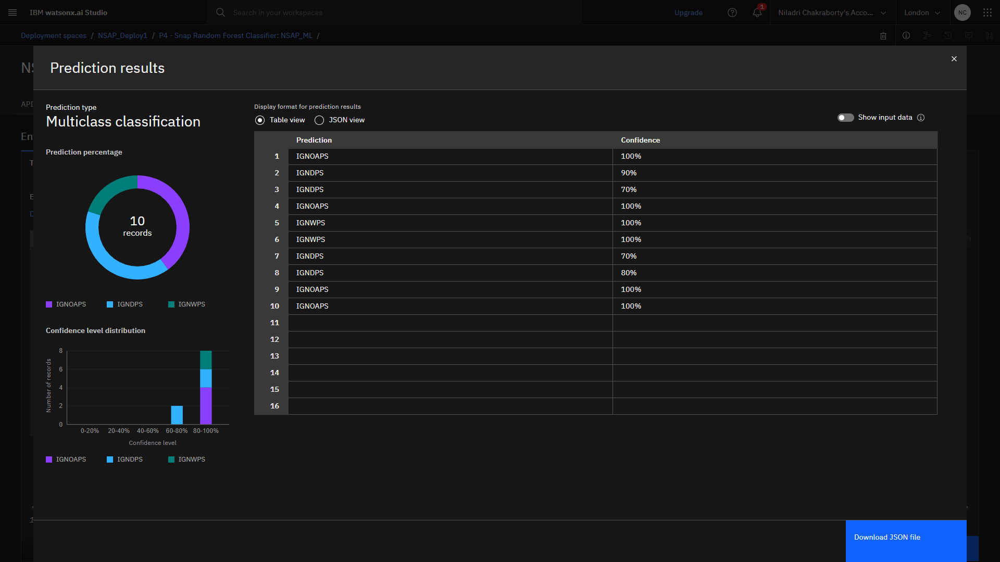 IBM watsonx.ai Studio
Search in your workspaces
Upgrade
1
Niladri Chakraborty's Acco...
London
NC
Deployment spaces / NSAP_Deploy1 / P4 - Snap Random Forest Classifier: NSAP_ML /
Prediction results
API
Prediction type
Multiclass classification
Prediction percentage
10
records
IGNOAPS IGNDPS IGNWPS
Confidence level distribution
Number of records
8
6
4
2
0
0-20% 20-40% 40-60% 60-80% 80-100%
Confidence level
IGNOAPS IGNDPS IGNWPS
Display format for prediction results
Table view JSON view
Show input data
Prediction Confidence
1 IGNOAPS 100%
2 IGNDPS 90%
3 IGNDPS 70%
4 IGNOAPS 100%
5 IGNWPS 100%
6 IGNWPS 100%
7 IGNDPS 70%
8 IGNDPS 80%
9 IGNOAPS 100%
10 IGNOAPS 100%
11
12
13
14
15
16
Download JSON file